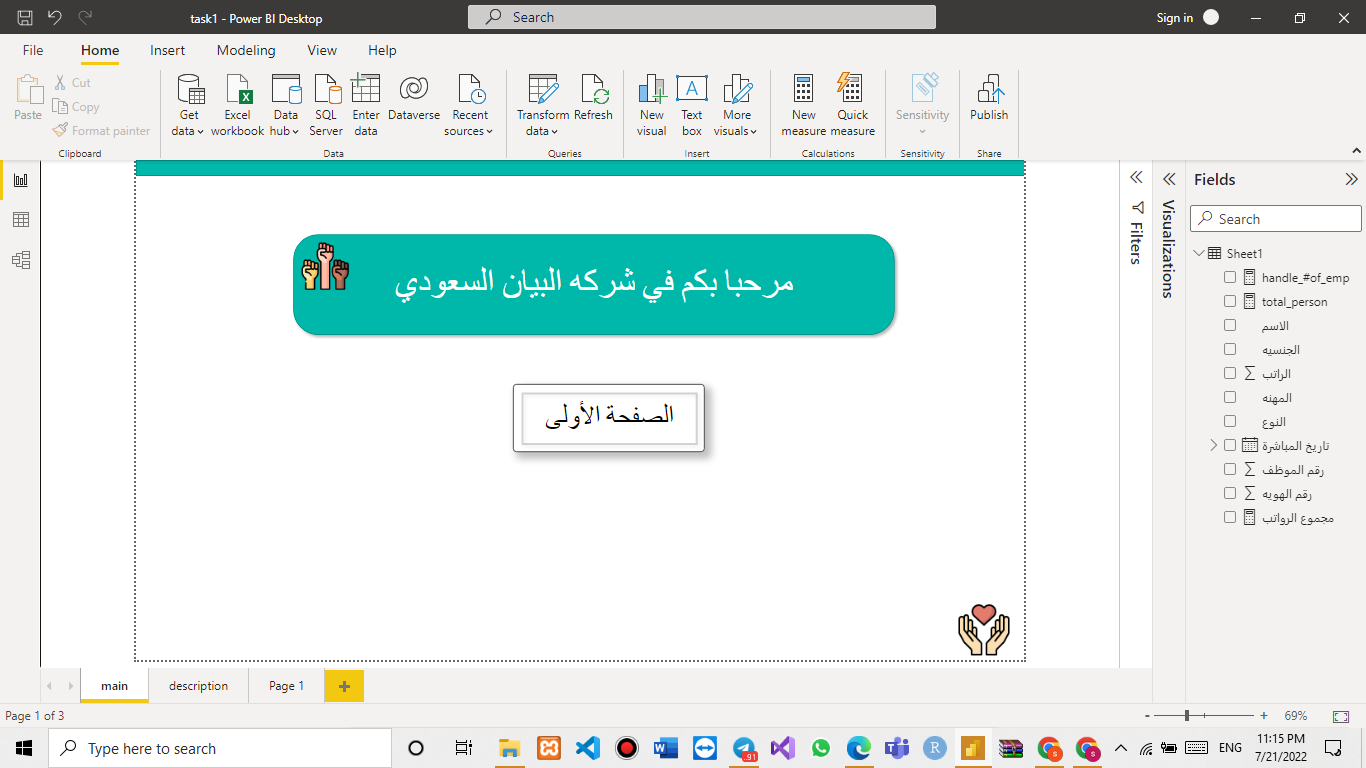 task1 - Power BI Desktop
Search
Sign in
File Home Insert Modeling View Help
Paste
Cut
Copy
Format painter
Clipboard
Get data
Excel workbook
Data hub
SQL Server
Enter data
Dataverse
Recent sources
Data
Transform data
Refresh
Queries
New visual
Text box
More visuals
Insert
New measure
Quick measure
Calculations
Sensitivity
Sensitivity
Publish
Share
مرحبا بكم في شركه البيان السعودي
الصفحة الأولى
Filters
Visualizations
Fields
Search
Sheet1
handle_#of_emp
total_person
الاسم
الجنسيه
الراتب
المهنه
النوع
تاريخ المباشرة
رقم الموظف
رقم الهويه
مجموع الرواتب
main description Page 1
Page 1 of 3
- + 69%
Type here to search
.91
ENG
11:15 PM
7/21/2022